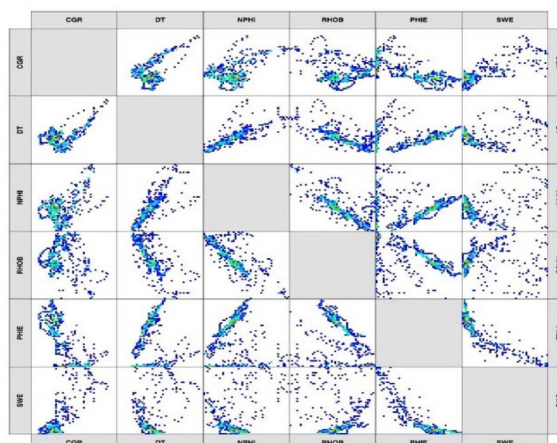 CGR DT NPHI RHOB PHIE SWE
CGR
DT
NPHI
RHOB
PHIE
SWE
CGR DT NPHI RHOB PHIE SWE